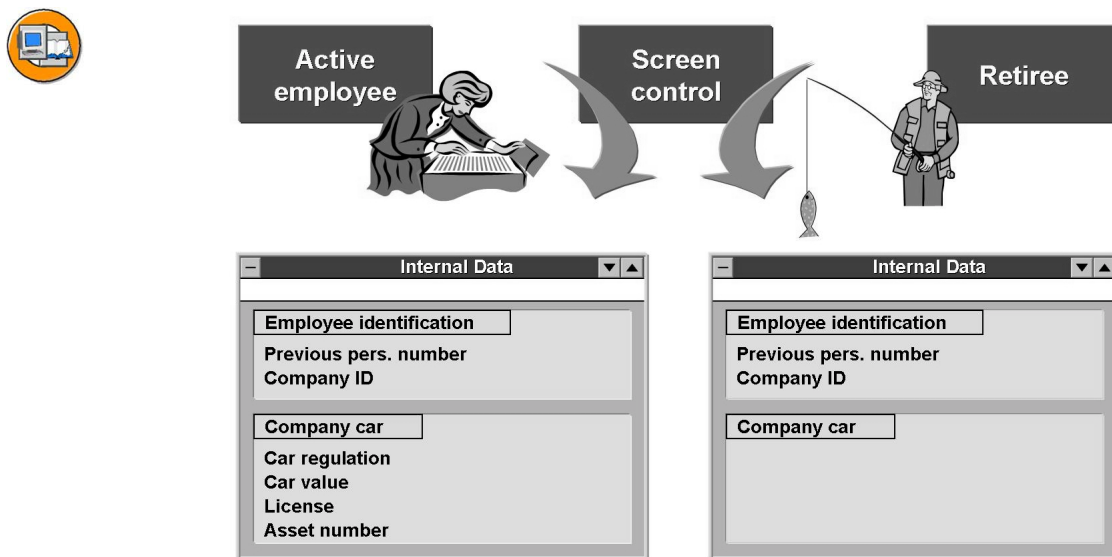 Active
employee
Screen
control
Retiree
Internal Data
Employee identification
Previous pers. number
Company ID
Company car
Car regulation
Car value
License
Asset number
Internal Data
Employee identification
Previous pers. number
Company ID
Company car